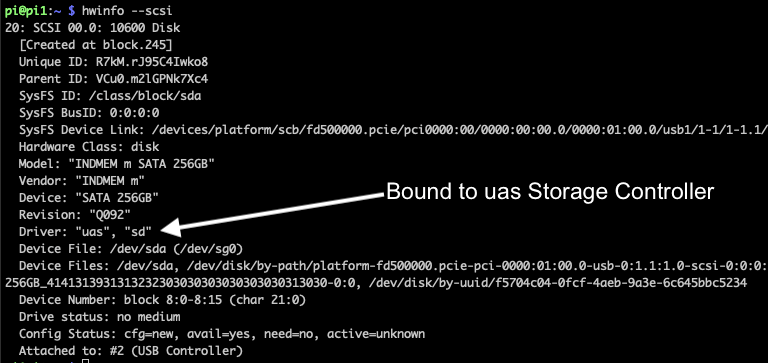 pi@pi1:~ $ hwinfo --scsi
20: SCSI 00.0: 10600 Disk
[Created at block.245]
Unique ID: R7kM.rJ95C4Iwko8
Parent ID: VCu0.m2lGPNk7Xc4
SysFS ID: /class/block/sda
SysFS BusID: 0:0:0:0
SysFS Device Link: /devices/platform/scb/fd500000.pcie/pci0000:00/0000:00:00.0/0000:01:00.0/usb1/1-1/1-1.1/
Hardware Class: disk
Model: "INDMEM m SATA 256GB"
Vendor: "INDMEM m"
Bound to uas Storage Controller
Device: "SATA 256GB"
Revision: "Q092"
Driver: "uas", "sd"
Device File: /dev/sda (/dev/sg0)
Device Files: /dev/sda, /dev/disk/by-path/platform-fd500000.pcie-pci-0000:01:00.0-usb-0:1.1:1.0-scsi-0:0:0:
256GB_4141313931313232303030303030303030313030-0:0, /dev/disk/by-uuid/f5704c04-0fcf-4aeb-9a3e-6c645bbc5234
Device Number: block 8:0-8:15 (char 21:0)
Drive status: no medium
Config Status: cfg=new, avail=yes, need=no, active=unknown
Attached to: #2 (USB Controller)